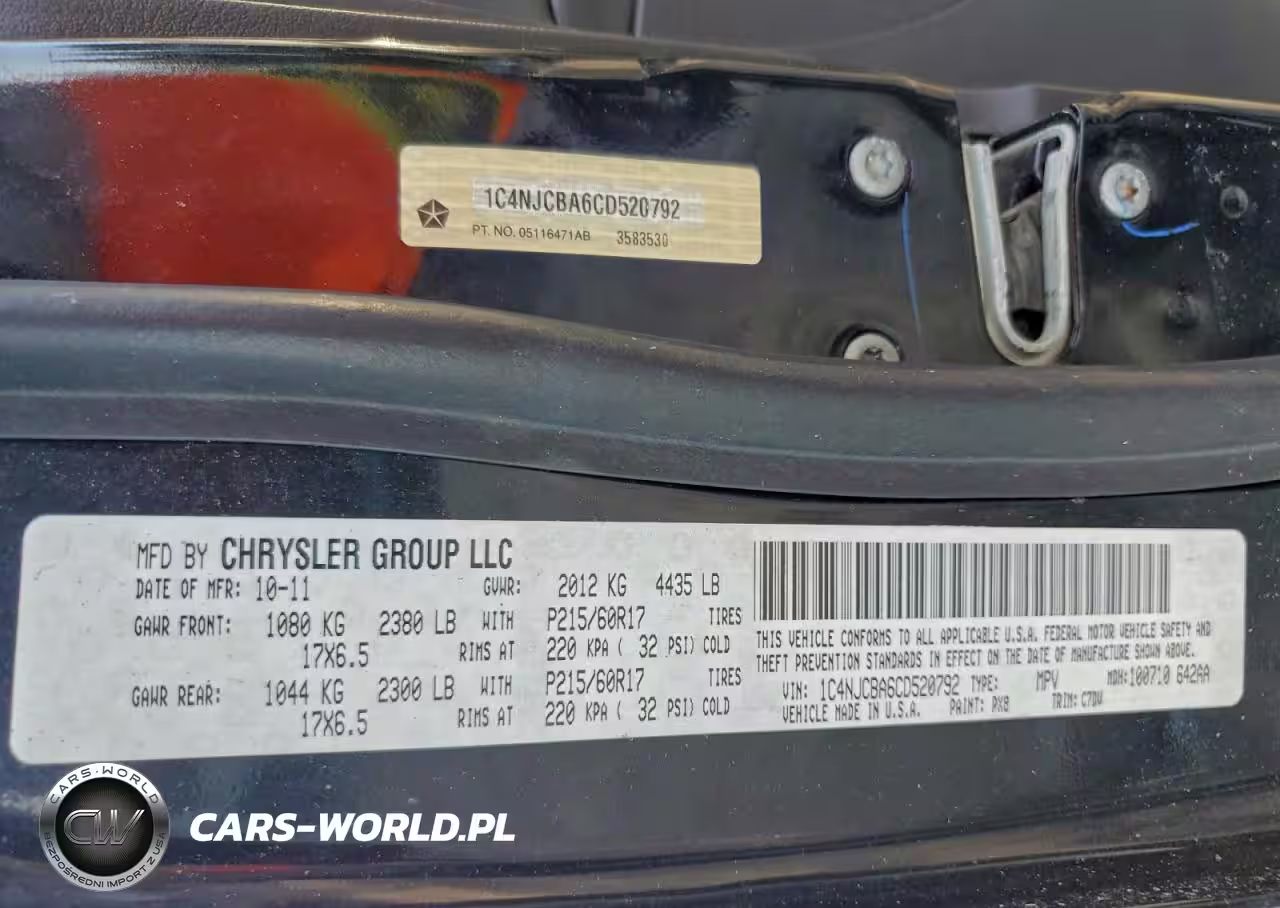 1C4NJCBA6CD520792
PT. NO. 05116471AB 3583530
MFD BY CHRYSLER GROUP LLC
DATE OF MFR: 10-11 GVWR: 2012 KG 4435 LB
GAWR FRONT: 1080 KG 2380 LB WITH P215/60R17 TIRES
17X6.5 RIMS AT 220 KPA ( 32 PSI) COLD
GAWR REAR: 1044 KG 2300 LB WITH P215/60R17 TIRES
17X6.5 RIMS AT 220 KPA ( 32 PSI) COLD
THIS VEHICLE CONFORMS TO ALL APPLICABLE U.S.A. FEDERAL MOTOR VEHICLE SAFETY AND
THEFT PREVENTION STANDARDS IN EFFECT ON THE DATE OF MANUFACTURE SHOWN ABOVE.
VIN: 1C4NJCBA6CD520792 TYPE: MPV MDH:100710 642AA
VEHICLE MADE IN U.S.A. PAINT: PX8 TRIM: C7DV
CARS-WORLD
CW
BEZPOŚREDNI IMPORT Z USA
CARS-WORLD.PL